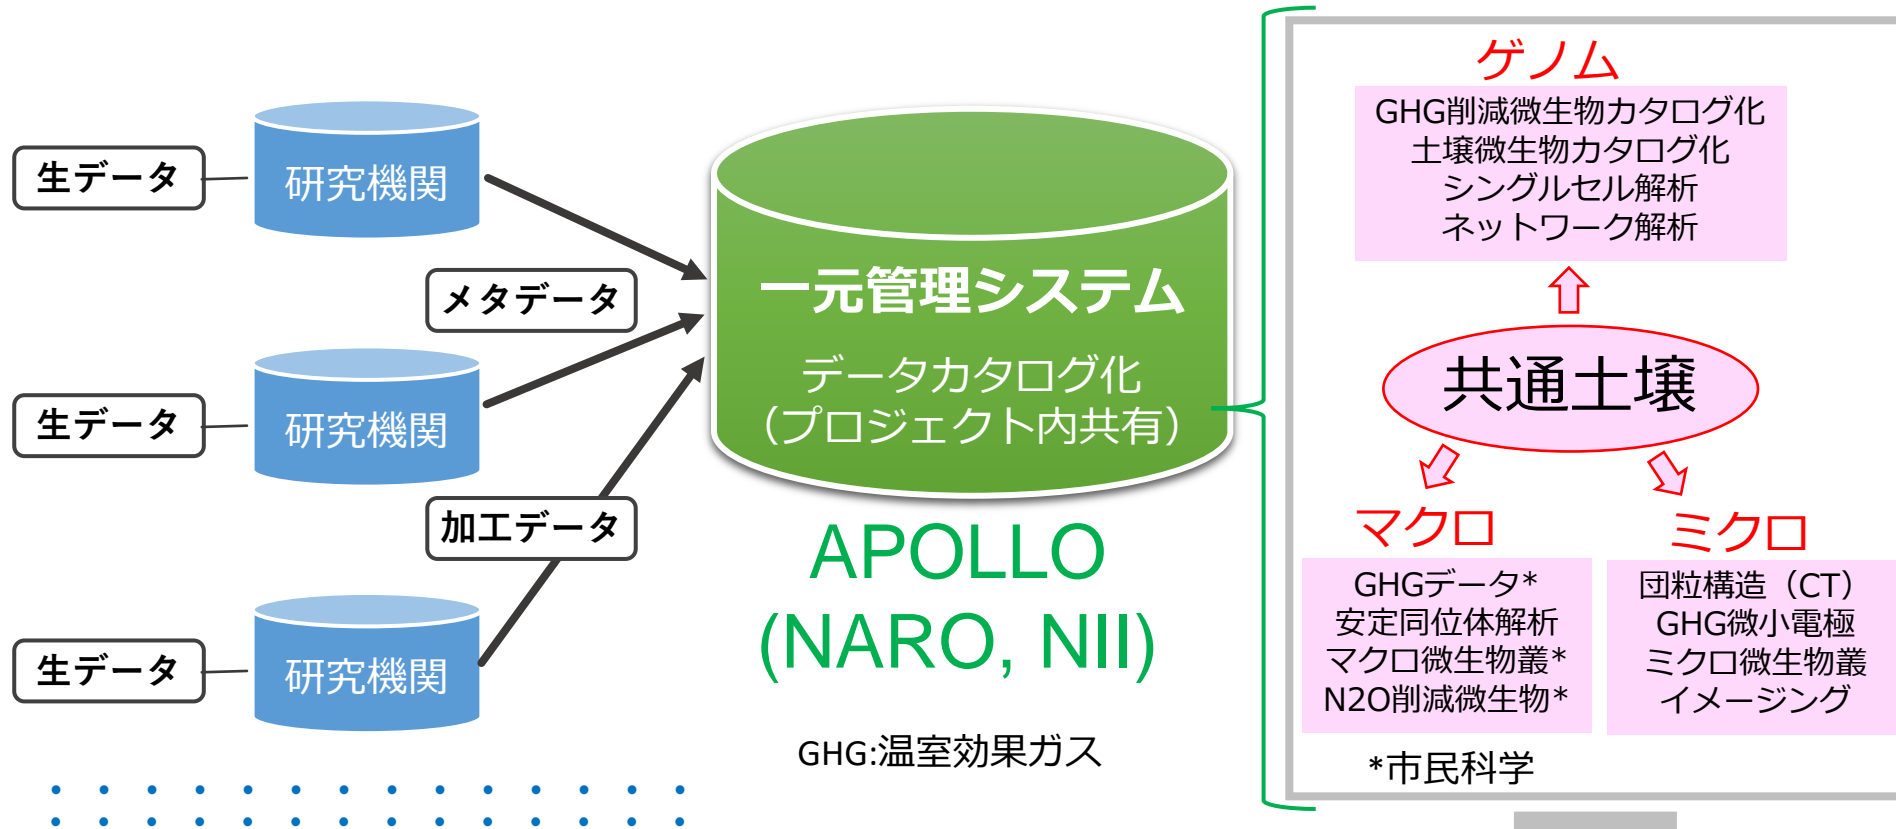 生データ
研究機関
生データ
研究機関
生データ
研究機関
メタデータ
加工データ
一元管理システム
データカタログ化
（プロジェクト内共有）
APOLLO
(NARO, NII)
GHG:温室効果ガス
ゲノム
GHG削減微生物カタログ化
土壌微生物カタログ化
シングルセル解析
ネットワーク解析
共通土壌
マクロ
GHGデータ*
安定同位体解析
マクロ微生物叢*
N2O削減微生物*
*市民科学
ミクロ
団粒構造（CT）
GHG微小電極
ミクロ微生物叢
イメージング